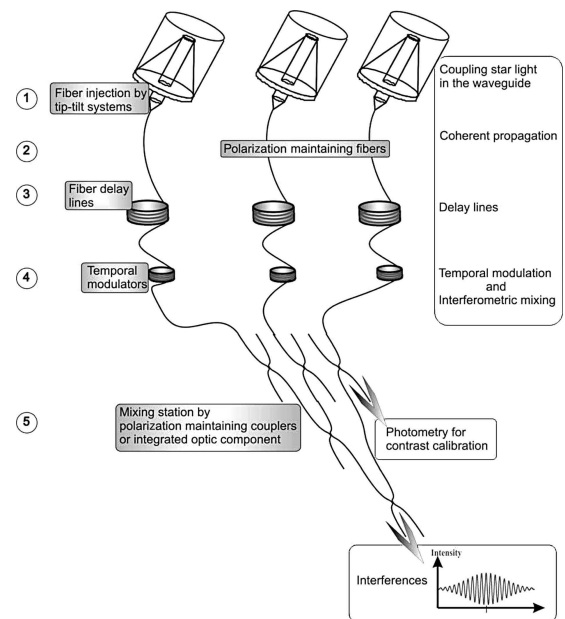 1
Fiber injection by
tip-tilt systems
Coupling star light
in the waveguide
2
Polarization maintaining fibers
Coherent propagation
3
Fiber delay
lines
Delay lines
4
Temporal
modulators
Temporal modulation
and
Interferometric mixing
5
Mixing station by
polarization maintaining couplers
or integrated optic component
Photometry for
contrast calibration
Interferences
Intensity